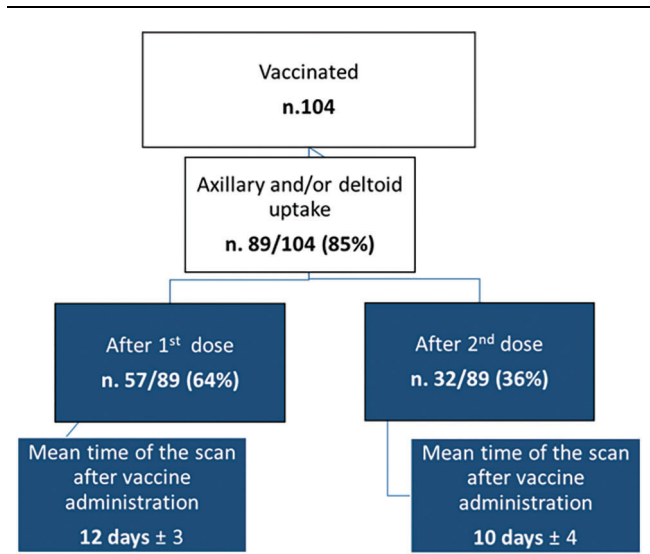 Vaccinated
n.104
Axillary and/or deltoid
uptake
n. 89/104 (85%)
After 1st dose
n. 57/89 (64%)
After 2nd dose
n. 32/89 (36%)
Mean time of the scan
after vaccine
administration
12 days ± 3
Mean time of the scan
after vaccine
administration
10 days ± 4